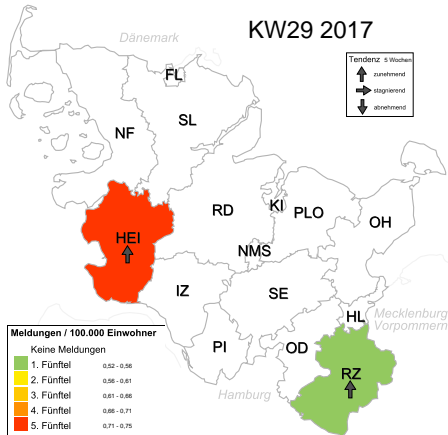 KW29 2017
Dänemark
Tendenz 5 Wochen
zunehmend
stagnierend
abnehmend
FL
SL
NF
RD
KI
PLO
OH
HEI
NMS
IZ
SE
HL
Mecklenburg
Vorpommern
PI
OD
RZ
Hamburg
Meldungen / 100.000 Einwohner
Keine Meldungen
1. Fünftel 0,52 - 0,56
2. Fünftel 0,56 - 0,61
3. Fünftel 0,61 - 0,66
4. Fünftel 0,66 - 0,71
5. Fünftel 0,71 - 0,75